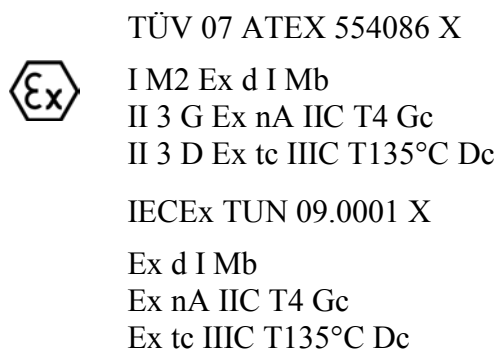 TÜV 07 ATEX 554086 X
Ex
I M2 Ex d I Mb
II 3 G Ex nA IIC T4 Gc
II 3 D Ex tc IIIC T135°C Dc
IECEx TUN 09.0001 X
Ex d I Mb
Ex nA IIC T4 Gc
Ex tc IIIC T135°C Dc